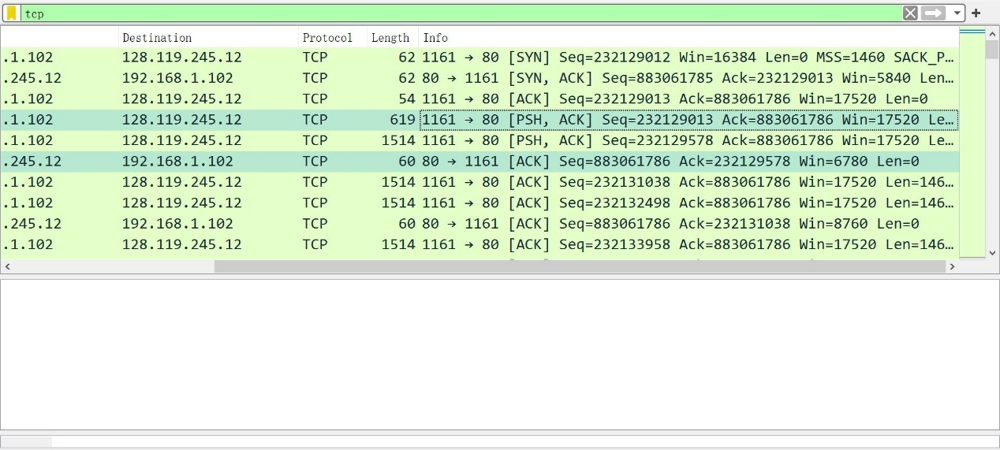 tcp
Destination Protocol Length Info
.1.102 128.119.245.12 TCP 62 1161 → 80 [SYN] Seq=232129012 Win=16384 Len=0 MSS=1460 SACK_P…
.245.12 192.168.1.102 TCP 62 80 → 1161 [SYN, ACK] Seq=883061785 Ack=232129013 Win=5840 Len…
.1.102 128.119.245.12 TCP 54 1161 → 80 [ACK] Seq=232129013 Ack=883061786 Win=17520 Len=0
.1.102 128.119.245.12 TCP 619 1161 → 80 [PSH, ACK] Seq=232129013 Ack=883061786 Win=17520 Le…
.1.102 128.119.245.12 TCP 1514 1161 → 80 [PSH, ACK] Seq=232129578 Ack=883061786 Win=17520 Le…
.245.12 192.168.1.102 TCP 60 80 → 1161 [ACK] Seq=883061786 Ack=232129578 Win=6780 Len=0
.1.102 128.119.245.12 TCP 1514 1161 → 80 [ACK] Seq=232131038 Ack=883061786 Win=17520 Len=146…
.1.102 128.119.245.12 TCP 1514 1161 → 80 [ACK] Seq=232132498 Ack=883061786 Win=17520 Len=146…
.245.12 192.168.1.102 TCP 60 80 → 1161 [ACK] Seq=883061786 Ack=232131038 Win=8760 Len=0
.1.102 128.119.245.12 TCP 1514 1161 → 80 [ACK] Seq=232133958 Ack=883061786 Win=17520 Len=146…